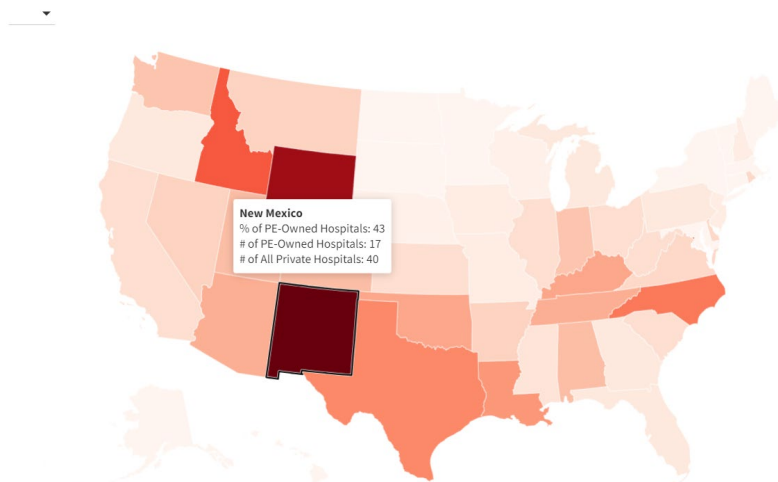 New Mexico
% of PE-Owned Hospitals: 43
# of PE-Owned Hospitals: 17
# of All Private Hospitals: 40